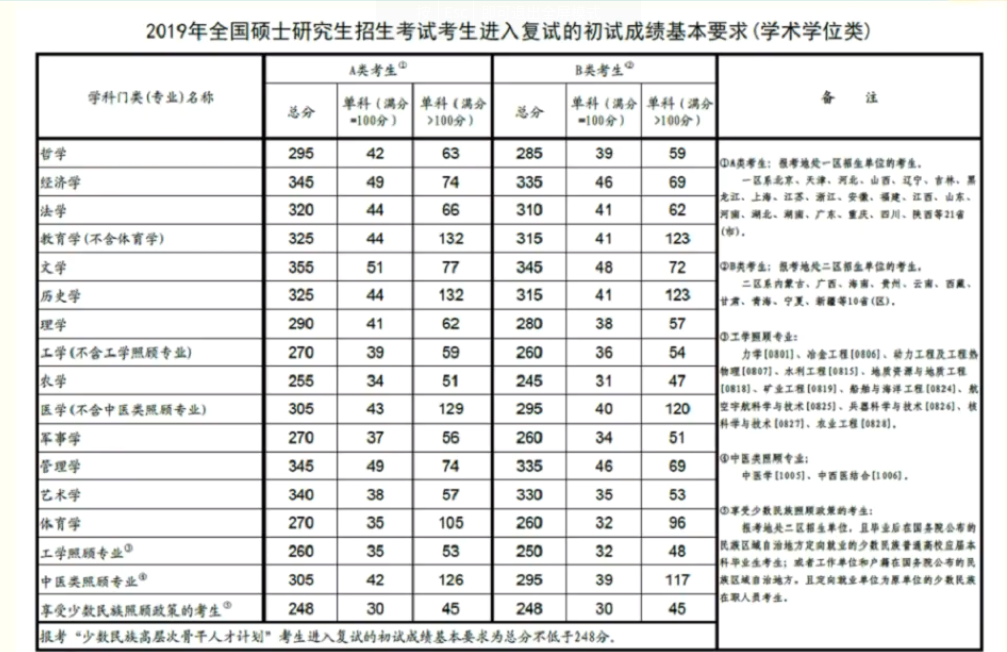 2019年全国硕士研究生招生考试考生进入复试的初试成绩基本要求(学术学位类)
学科门类(专业)名称 A类考生① B类考生② 备 注
总分 单科(满分=100分) 单科(满分>100分) 总分 单科(满分=100分) 单科(满分>100分)
哲学 295 42 63 285 39 59
经济学 345 49 74 335 46 69
法学 320 44 66 310 41 62
教育学(不含体育学) 325 44 132 315 41 123
文学 355 51 77 345 48 72
历史学 325 44 132 315 41 123
理学 290 41 62 280 38 57
工学(不含工学照顾专业) 270 39 59 260 36 54
农学 255 34 51 245 31 47
医学(不含中医类照顾专业) 305 43 129 295 40 120
军事学 270 37 56 260 34 51
管理学 345 49 74 335 46 69
艺术学 340 38 57 330 35 53
体育学 270 35 105 260 32 96
工学照顾专业③ 260 35 53 250 32 48
中医类照顾专业④ 305 42 126 295 39 117
享受少数民族照顾政策的考生⑤ 248 30 45 248 30 45
报考“少数民族高层次骨干人才计划”考生进入复试的初试成绩基本要求为总分不低于248分。
①A类考生：报考地处一区招生单位的考生。
一区系北京、天津、河北、山西、辽宁、吉林、黑
龙江、上海、江苏、浙江、安徽、福建、江西、山东、
河南、湖北、湖南、广东、重庆、四川、陕西等21省
(市)。
②B类考生：报考地处二区招生单位的考生。
二区系内蒙古、广西、海南、贵州、云南、西藏、
甘肃、青海、宁夏、新疆等10省(区)。
③工学照顾专业：
力学[0801]、冶金工程[0806]、动力工程及工程热
物理[0807]、水利工程[0815]、地质资源与地质工程
[0818]、矿业工程[0819]、船舶与海洋工程[0824]、航
空宇航科学与技术[0825]、兵器科学与技术[0826]、核
科学与技术[0827]、农业工程[0828]。
④中医类照顾专业：
中医学[1005]、中西医结合[1006]。
⑤享受少数民族照顾政策的考生：
报考地处二区招生单位，且毕业后在国务院公布的
民族区域自治地方定向就业的少数民族普通高校应届本
科毕业生考生；或者工作单位和户籍在国务院公布的民
族区域自治地方，且定向就业单位为原单位的少数民族
在职人员考生。